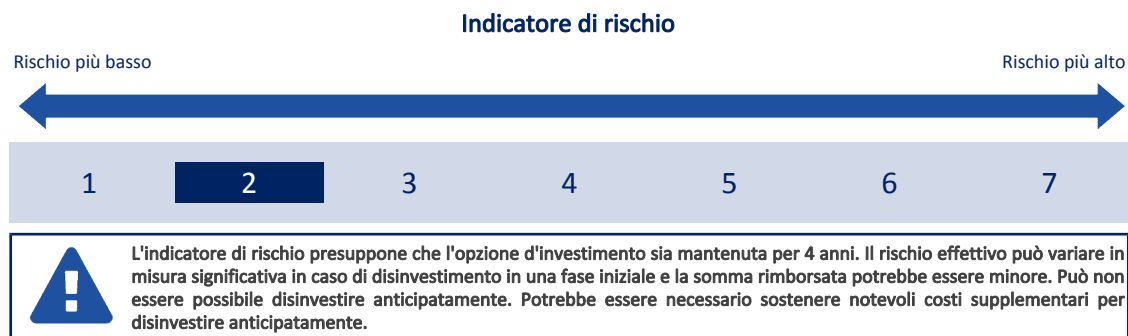 Indicatore di rischio
Rischio più basso
Rischio più alto
1 2 3 4 5 6 7
L'indicatore di rischio presuppone che l'opzione d'investimento sia mantenuta per 4 anni. Il rischio effettivo può variare in
misura significativa in caso di disinvestimento in una fase iniziale e la somma rimborsata potrebbe essere minore. Può non
essere possibile disinvestire anticipatamente. Potrebbe essere necessario sostenere notevoli costi supplementari per
disinvestire anticipatamente.